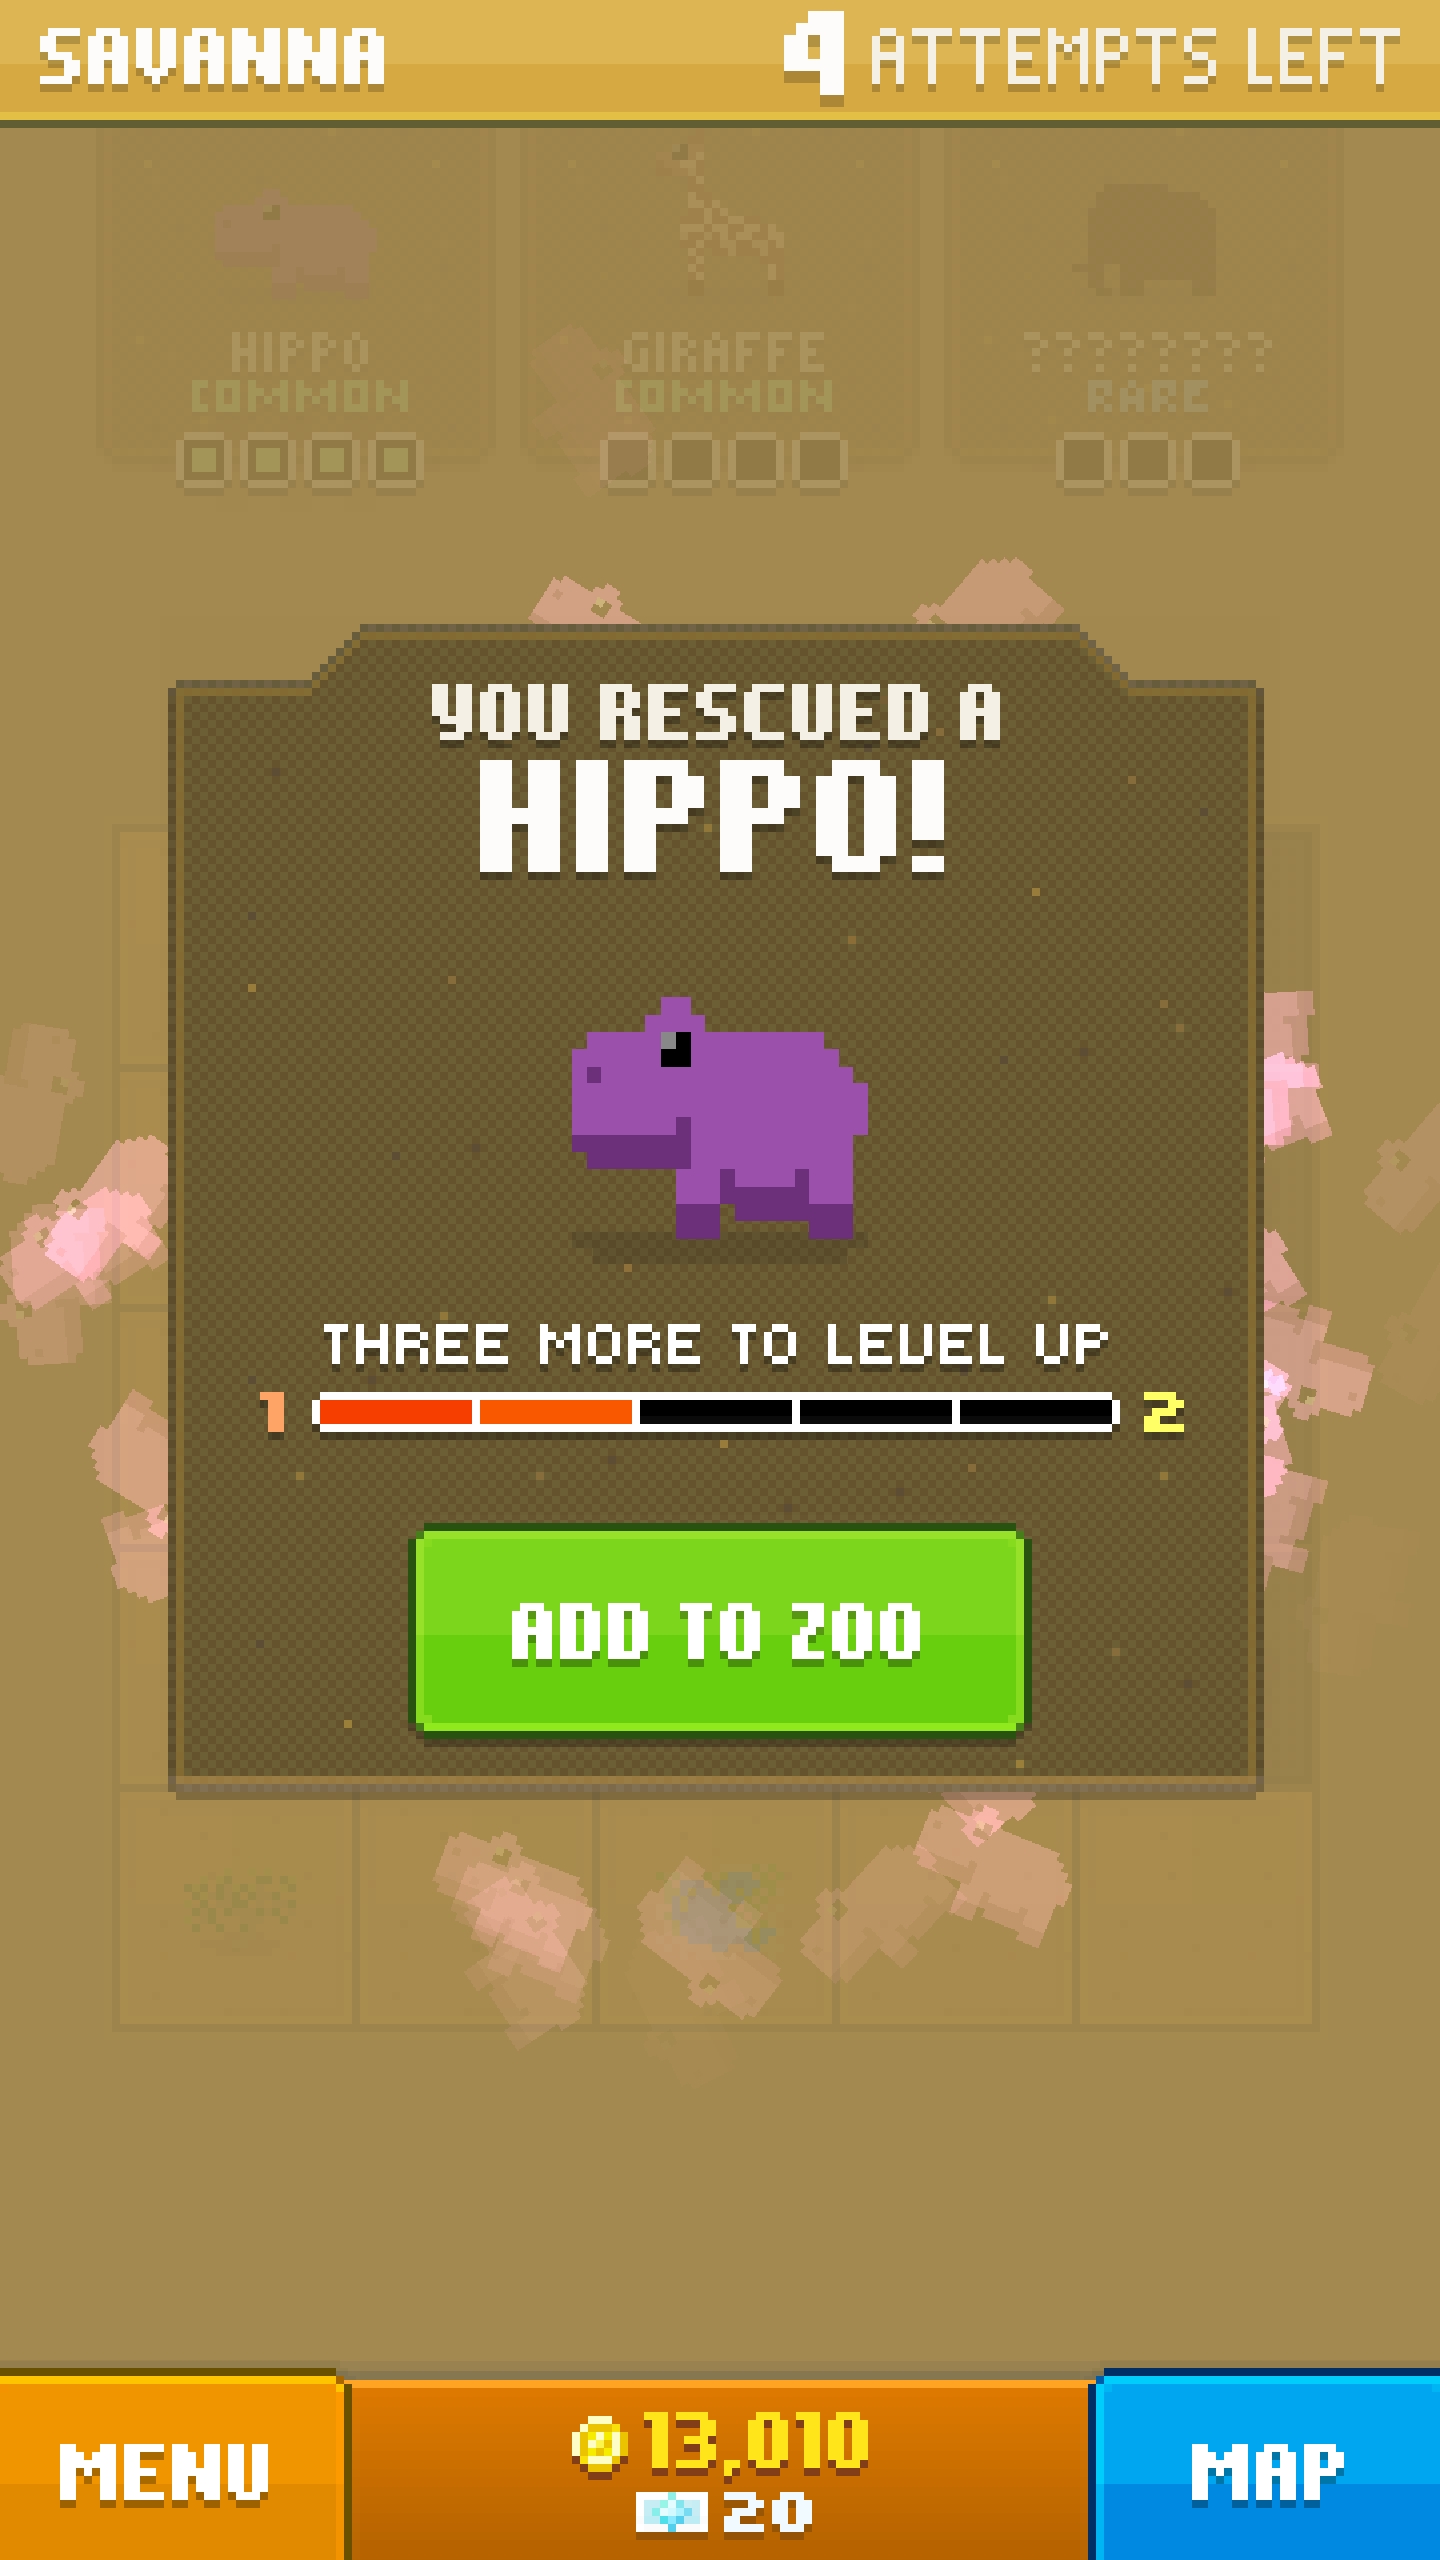 SAVANNA
4 ATTEMPTS LEFT
HIPPO
COMMON
GIRAFFE
COMMON
????????
RARE
YOU RESCUED A
HIPPO!
THREE MORE TO LEVEL UP
1
2
ADD TO ZOO
MENU
13,010
20
MAP